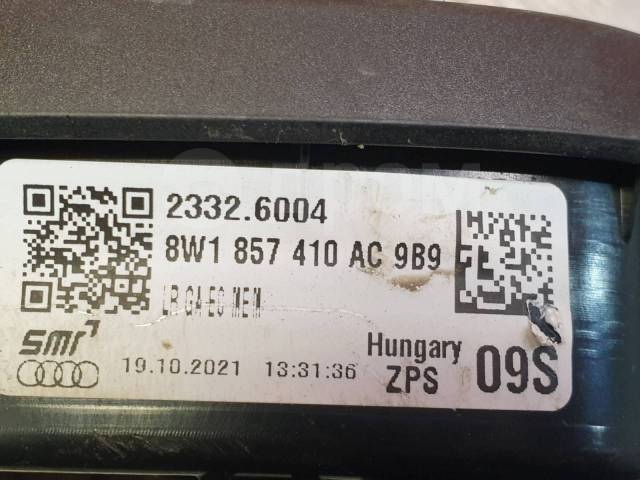 2332.6004
8W1 857 410 AC 9B9
smr
19.10.2021 13:31:36
Hungary
ZPS
09S